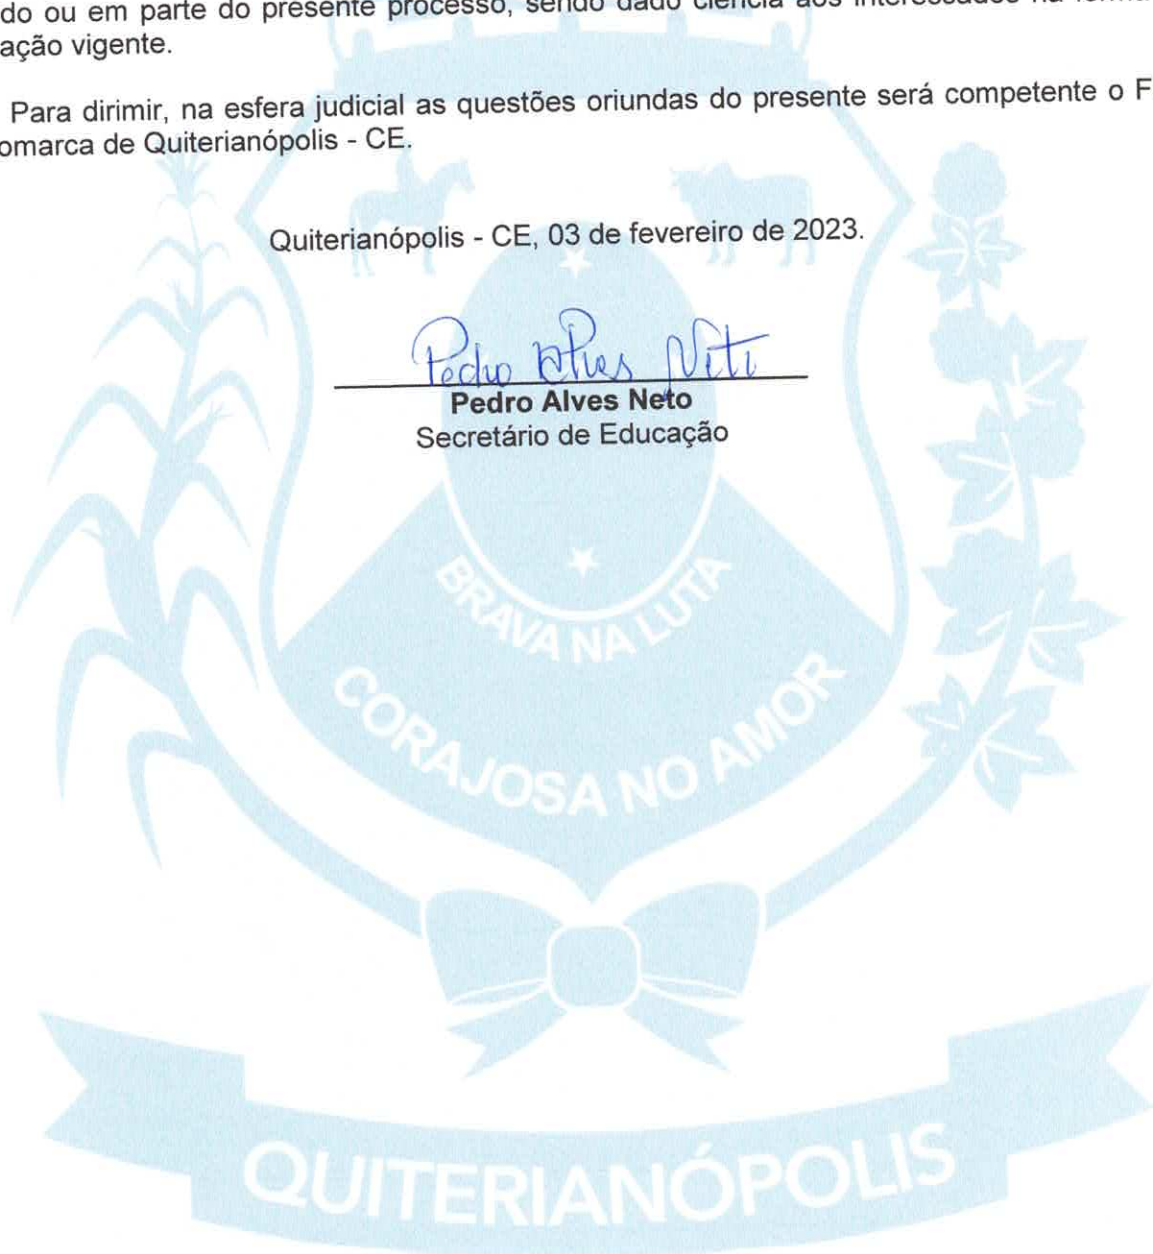 do ou em parte do presente processo, sendo dado ciência aos interessados na
ação vigente.
Para dirimir, na esfera judicial as questões oriundas do presente será competente o F
omarca de Quiterianópolis - CE.
Quiterianópolis - CE, 03 de fevereiro de 2023.
Pedro Alves Neto
Pedro Alves Neto
Secretário de Educação
BRAVA NA LUTA
CORAJOSA NO AMOR
QUITERIANÓPOLIS